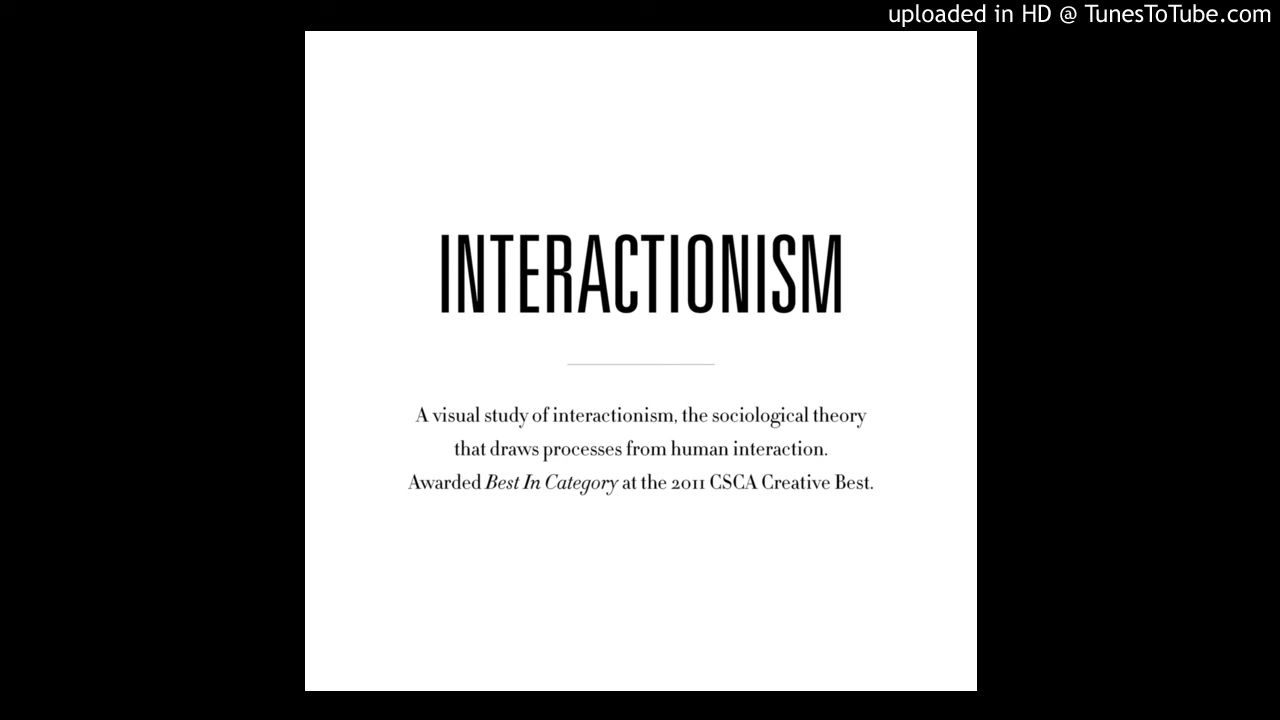 uploaded in HD @ TunesToTube.com
INTERACTIONISM
A visual study of interactionism, the sociological theory
that draws processes from human interaction.
Awarded Best In Category at the 2011 CSCA Creative Best.